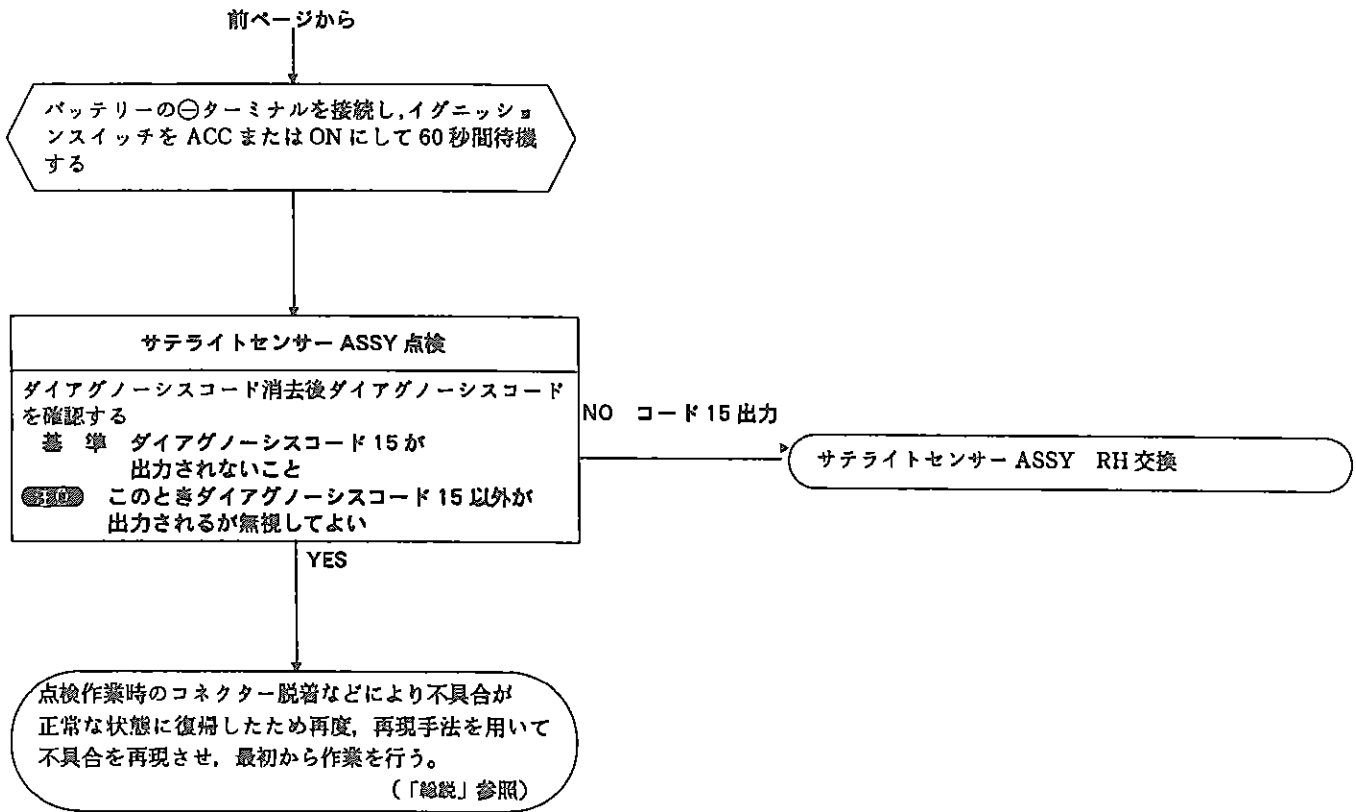 前ページから
バッテリーの⊖ターミナルを接続し,イグニッショ
ンスイッチを ACC または ON にして 60 秒間待機
する
サテライトセンサー ASSY 点検
ダイアグノーシスコード消去後ダイアグノーシスコード
を確認する
基 準 ダイアグノーシスコード 15 が
出力されないこと
このときダイアグノーシスコード 15 以外が
出力されるが無視してよい
NO コード 15 出力
サテライトセンサー ASSY RH 交換
YES
点検作業時のコネクター脱着などにより不具合が
正常な状態に復帰したため再度，再現手法を用いて
不具合を再現させ，最初から作業を行う。
(「総説」参照)